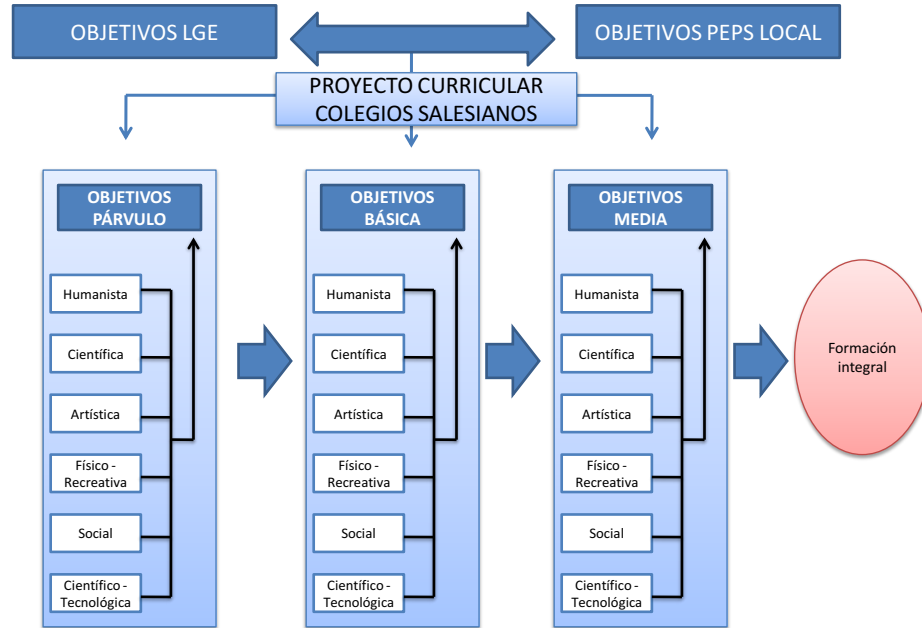 OBJETIVOS LGE
OBJETIVOS PEPS LOCAL
PROYECTO CURRICULAR
COLEGIOS SALESIANOS
OBJETIVOS
PÁRVULO
Humanista
Científica
Artística
Físico -
Recreativa
Social
Científico -
Tecnológica
OBJETIVOS
BÁSICA
Humanista
Científica
Artística
Físico -
Recreativa
Social
Científico -
Tecnológica
OBJETIVOS
MEDIA
Humanista
Científica
Artística
Físico -
Recreativa
Social
Científico -
Tecnológica
Formación
integral